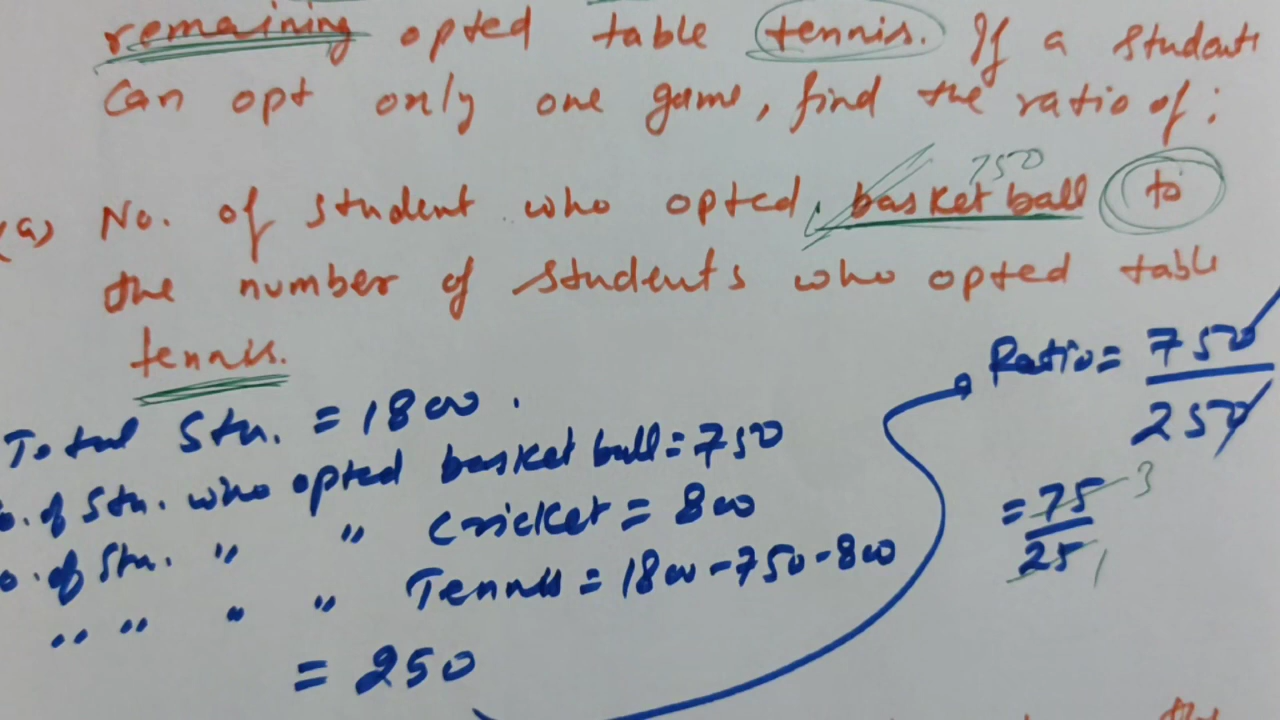 remaining opted table tennis. If a students
can opt only one game, find the ratio of:
750
(a) No. of student who opted basket ball to
the number of students who opted table
tennis.
Total Stu. = 1800.
o. of Stu. who opted basket ball = 750
o. of Stu. " " Cricket = 800
" " " " Tennis = 1800-750-800
= 250
Ratio = 750
250
= 75 3
25 1
the